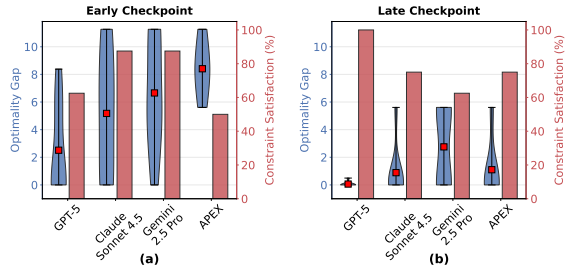 Early Checkpoint
Late Checkpoint
Optimality Gap
10
8
6
4
2
0
100
80
60
40
20
0
Constraint Satisfaction (%)
GPT-5
Claude
Sonnet 4.5
Gemini
2.5 Pro
APEX
(a)
Optimality Gap
10
8
6
4
2
0
100
80
60
40
20
0
Constraint Satisfaction (%)
GPT-5
Claude
Sonnet 4.5
Gemini
2.5 Pro
APEX
(b)